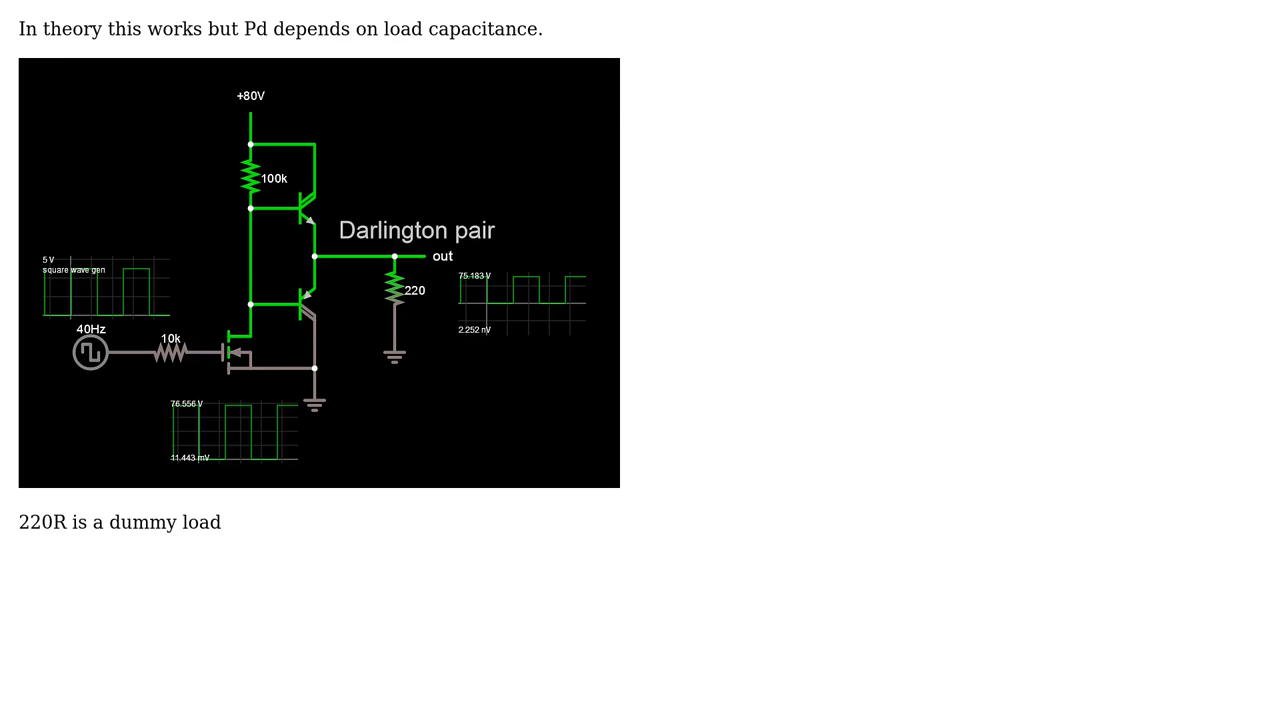 In theory this works but Pd depends on load capacitance.
+80V
100k
Darlington pair
out
5 V
square wave gen
75.183 V
220
40Hz
10k
2.252 nV
76.556 V
11.443 mV
220R is a dummy load